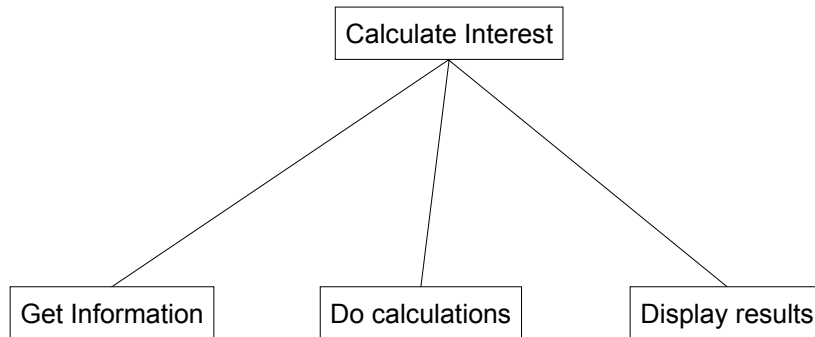 Calculate Interest
Get Information
Do calculations
Display results